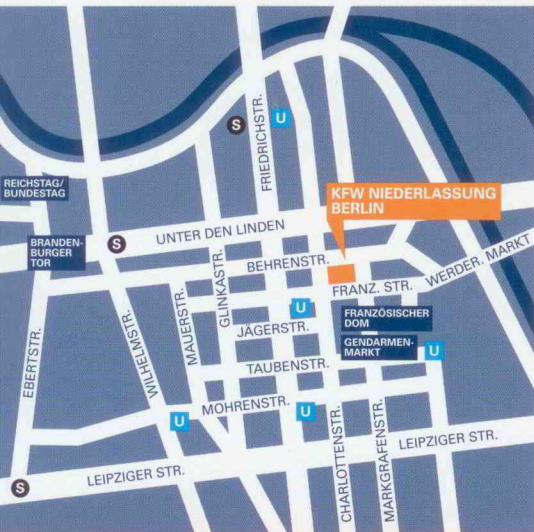 S
U
FRIEDRICHSTR.
REICHSTAG/
BUNDESTAG
KFW NIEDERLASSUNG
BERLIN
BRANDEN-
BURGER
TOR
S
UNTER DEN LINDEN
BEHRENSTR.
GLINKASTR.
WERDER. MARKT
FRANZ. STR.
MAUERSTR.
U
JÄGERSTR.
FRANZÖSISCHER
DOM
GENDARMEN-
MARKT
U
EBERTSTR.
WILHELMSTR.
TAUBENSTR.
MOHRENSTR.
U
U
CHARLOTTENSTR.
MARKGRAFENSTR.
LEIPZIGER STR.
LEIPZIGER STR.
S